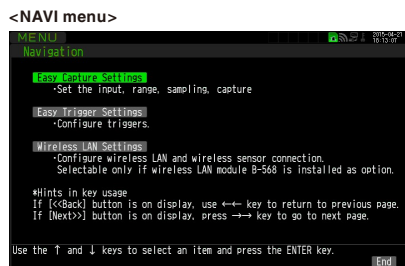 <NAVI menu>
MENU
2015-04-21
16:13:07
Navigation
Easy Capture Settings
・Set the input, range, sampling, capture
Easy Trigger Settings
・Configure triggers.
Wireless LAN Settings
・Configure wireless LAN and wireless sensor connection.
Selectable only if wireless LAN module B-568 is installed as option.
*Hints in key usage
If [<<Back] button is on display, use ←← key to return to previous page.
If [Next>>] button is on display, press →→ key to go to next page.
Use the ↑ and ↓ keys to select an item and press the ENTER key.
End